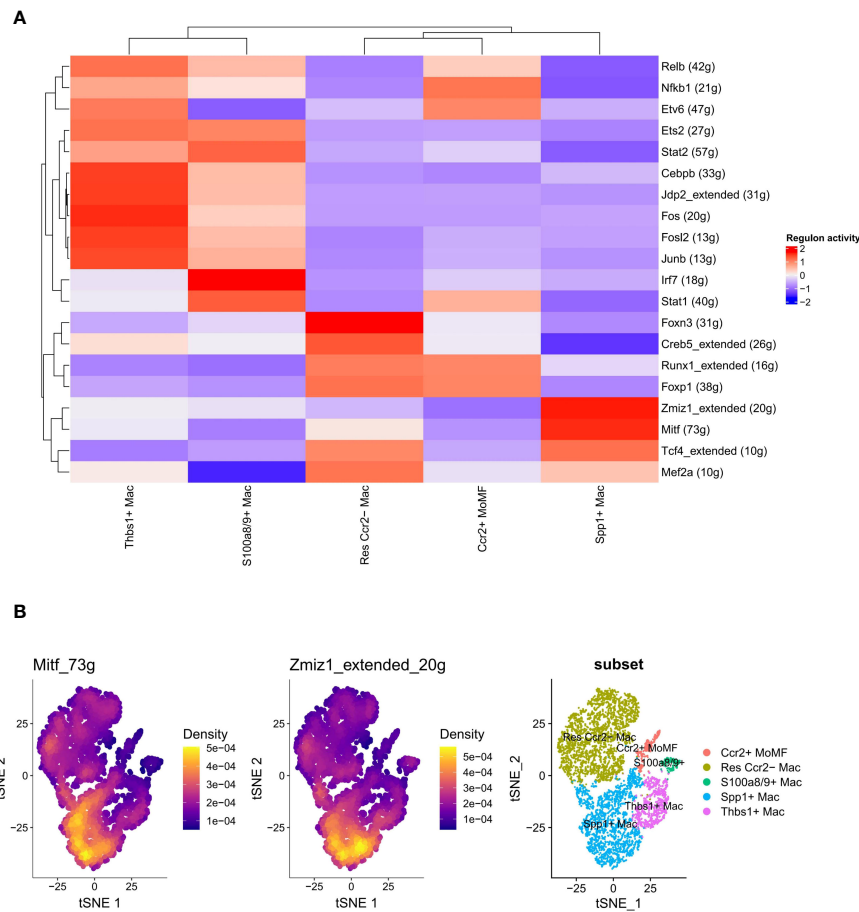 A
Relb (42g)
Nfkb1 (21g)
Etv6 (47g)
Ets2 (27g)
Stat2 (57g)
Cebpb (33g)
Jdp2_extended (31g)
Fos (20g)
Fosl2 (13g)
Junb (13g)
Irf7 (18g)
Stat1 (40g)
Foxn3 (31g)
Creb5_extended (26g)
Runx1_extended (16g)
Foxp1 (38g)
Zmiz1_extended (20g)
Mitf (73g)
Tcf4_extended (10g)
Mef2a (10g)
Regulon activity
2
1
0
−1
−2
Thbs1+ Mac
S100a8/9+ Mac
Res Ccr2− Mac
Ccr2+ MoMF
Spp1+ Mac
B
Mitf_73g
tSNE 2
25
0
−25
−25
0
25
tSNE 1
Density
5e−04
4e−04
3e−04
2e−04
1e−04
Zmiz1_extended_20g
tSNE 2
25
0
−25
−25
0
25
tSNE 1
Density
5e−04
4e−04
3e−04
2e−04
1e−04
subset
tSNE_2
25
0
−25
−25
0
25
tSNE_1
Res Ccr2− Mac
Ccr2+ MoMF
S100a8/9+
Thbs1+ Mac
Spp1+ Mac
Ccr2+ MoMF
Res Ccr2− Mac
S100a8/9+ Mac
Spp1+ Mac
Thbs1+ Mac